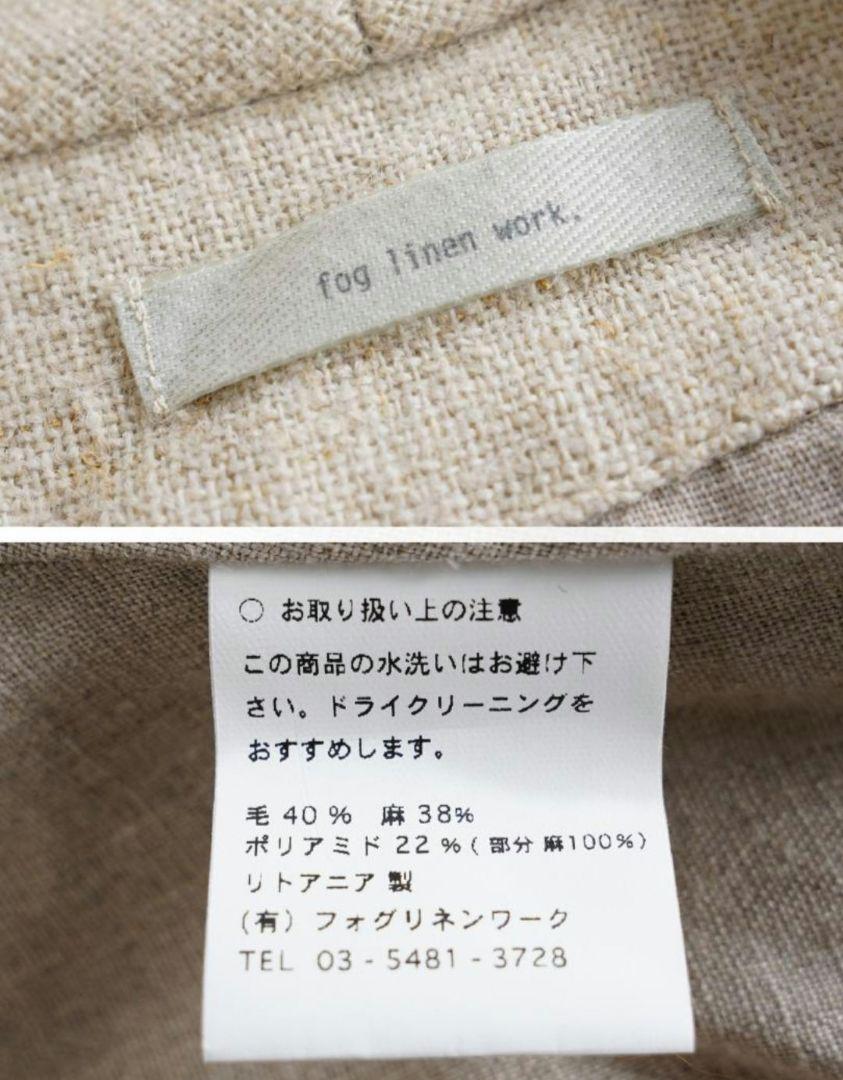 fog linen work.
○ お取り扱い上の注意
この商品の水洗いはお避け下
さい。ドライクリーニングを
おすすめします。
毛 40 %　麻 38%
ポリアミド 22 % ( 部分 麻100%)
リトアニア 製
(有) フォグリネンワーク
TEL 03 - 5481 - 3728